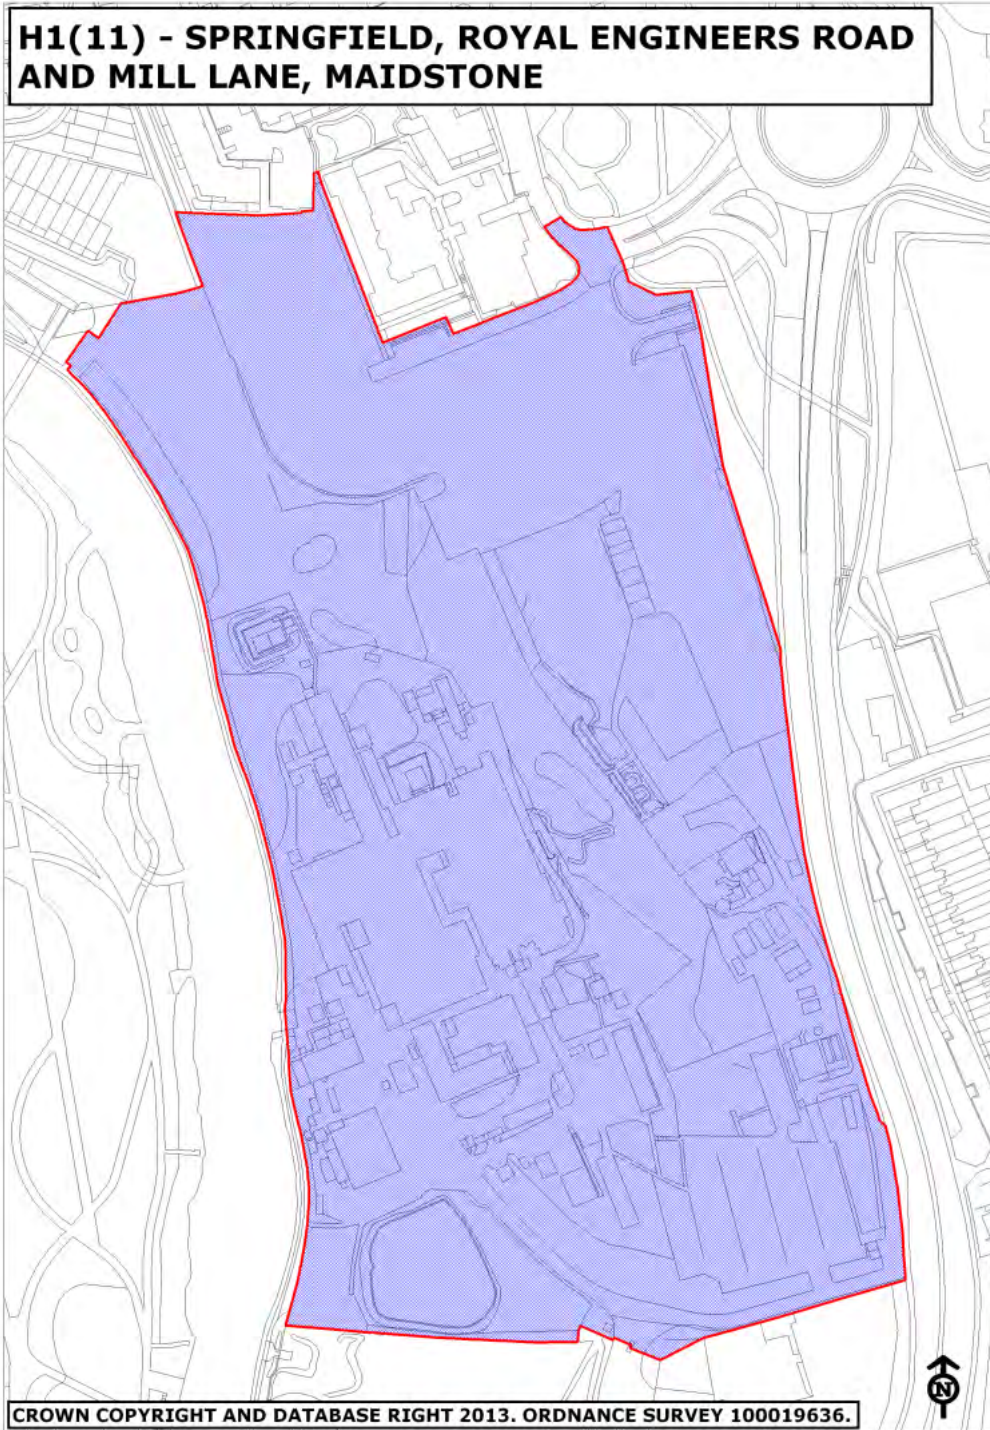 H1(11) - SPRINGFIELD, ROYAL ENGINEERS ROAD
AND MILL LANE, MAIDSTONE
N
CROWN COPYRIGHT AND DATABASE RIGHT 2013. ORDNANCE SURVEY 100019636.